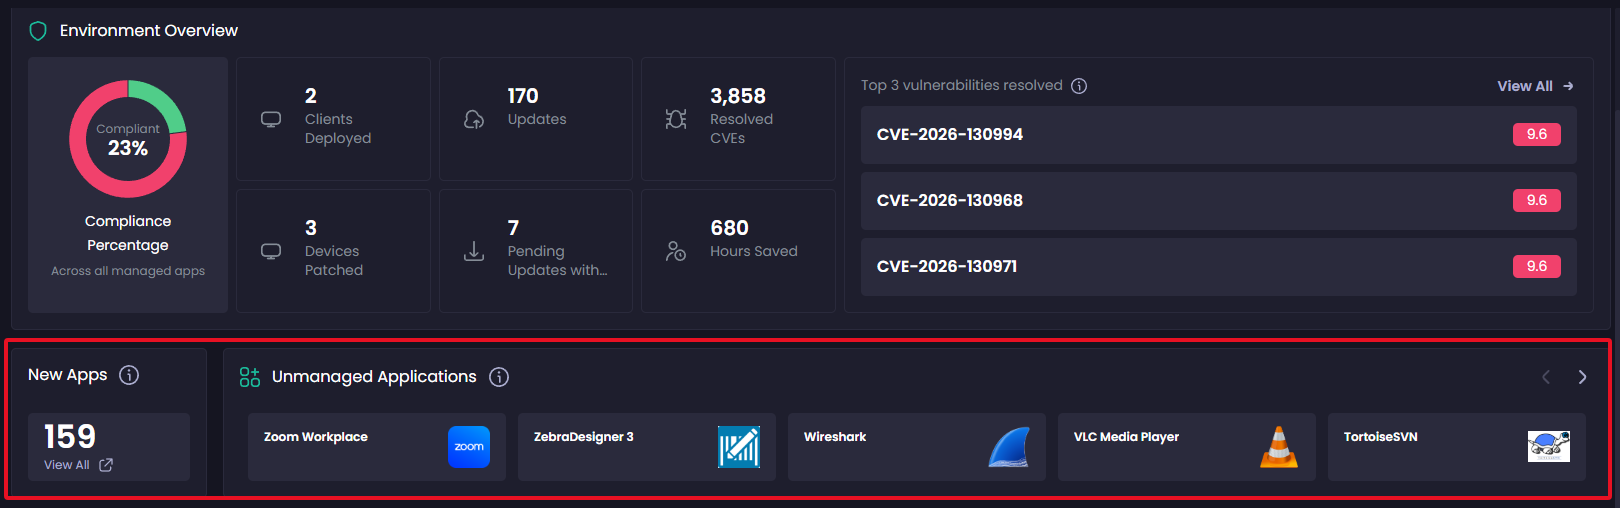 Environment Overview
Compliant
23%
Compliance
Percentage
Across all managed apps
2
Clients
Deployed
170
Updates
3,858
Resolved
CVEs
3
Devices
Patched
7
Pending
Updates with...
680
Hours Saved
Top 3 vulnerabilities resolved
View All
CVE-2026-130994
9.6
CVE-2026-130968
9.6
CVE-2026-130971
9.6
New Apps
159
View All
Unmanaged Applications
Zoom Workplace
zoom
ZebraDesigner 3
Wireshark
VLC Media Player
TortoiseSVN